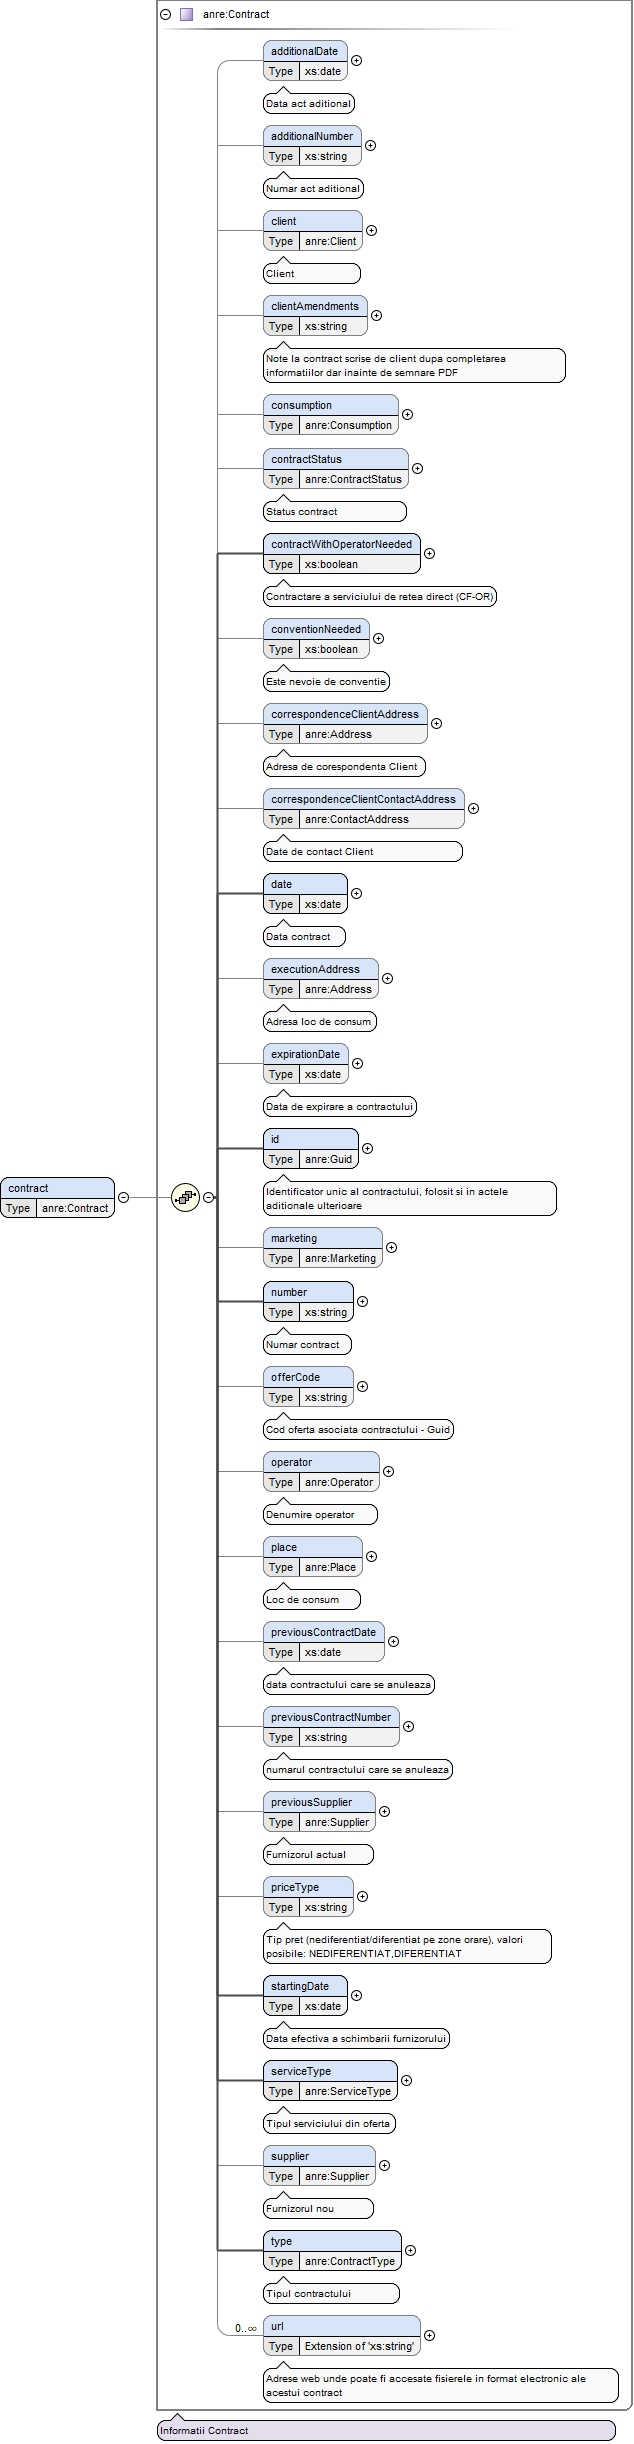 anre:Contract
additionalDate
Type xs:date
Data act aditional
additionalNumber
Type xs:string
Numar act aditional
client
Type anre:Client
Client
clientAmendments
Type xs:string
Note la contract scrise de client dupa completarea
informatiilor dar inainte de semnare PDF
consumption
Type anre:Consumption
contractStatus
Type anre:ContractStatus
Status contract
contractWithOperatorNeeded
Type xs:boolean
Contractare a serviciului de retea direct (CF-OR)
conventionNeeded
Type xs:boolean
Este nevoie de conventie
correspondenceClientAddress
Type anre:Address
Adresa de corespondenta Client
correspondenceClientContactAddress
Type anre:ContactAddress
Date de contact Client
date
Type xs:date
Data contract
executionAddress
Type anre:Address
Adresa loc de consum
expirationDate
Type xs:date
Data de expirare a contractului
id
Type anre:Guid
Identificator unic al contractului, folosit si in actele
aditionale ulterioare
contract
Type anre:Contract
marketing
Type anre:Marketing
number
Type xs:string
Numar contract
offerCode
Type xs:string
Cod oferta asociata contractului - Guid
operator
Type anre:Operator
Denumire operator
place
Type anre:Place
Loc de consum
previousContractDate
Type xs:date
data contractului care se anuleaza
previousContractNumber
Type xs:string
numarul contractului care se anuleaza
previousSupplier
Type anre:Supplier
Furnizorul actual
priceType
Type xs:string
Tip pret (nediferentiat/diferentiat pe zone orare), valori
posibile: NEDIFERENTIAT,DIFERENTIAT
startingDate
Type xs:date
Data efectiva a schimbarii furnizorului
serviceType
Type anre:ServiceType
Tipul serviciului din oferta
supplier
Type anre:Supplier
Furnizorul nou
type
Type anre:ContractType
Tipul contractului
0..∞ url
Type Extension of 'xs:string'
Adrese web unde poate fi accesate fisierele in format electronic ale
acestui contract
Informatii Contract